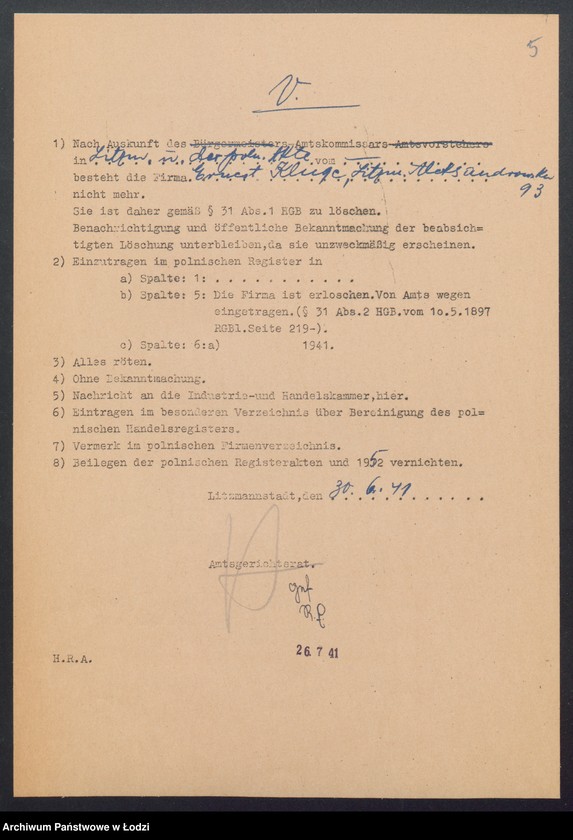 5
V.
1) Nach Auskunft des Bürgermeisters-Amtskommissars-Amtsvorstehers
in Litzm. u. der poln. Akte vom
besteht die Firma Ernest Kluge, Litzm. Aleksandrowska
93
nicht mehr.
Sie ist daher gemäß § 31 Abs.1 HGB zu löschen.
Benachrichtigung und öffentliche Bekanntmachung der beabsich=
tigten Löschung unterbleiben,da sie unzweckmäßig erscheinen.
2) Einzutragen im polnischen Register in
a) Spalte: 1: . . . . . . . . . . . .
b) Spalte: 5: Die Firma ist erloschen.Von Amts wegen
eingetragen.(§ 31 Abs.2 HGB.vom 1o.5.1897
RGBl.Seite 219-).
c) Spalte: 6:a) 1941.
3) Alles röten.
4) Ohne Bekanntmachung.
5) Nachricht an die Industrie-und Handelskammer,hier.
6) Eintragen im besonderen Verzeichnis über Bereinigung des pol=
nischen Handelsregisters.
7) Vermerk im polnischen Firmenverzeichnis.
8) Beilegen der polnischen Registerakten und 1952 vernichten.
Litzmannstadt,den 30. 6. 41
Amtsgerichtsrat.
gef
26. 7. 41
H.R.A.
Archiwum Państwowe w Łodzi